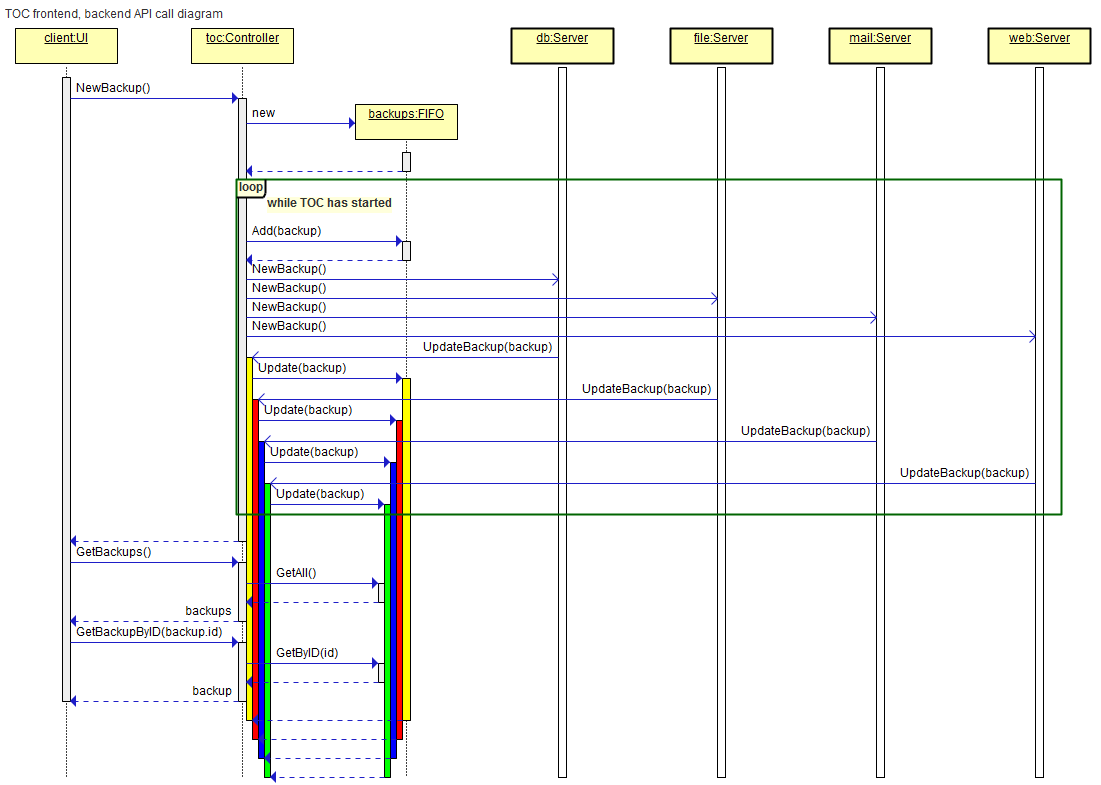 TOC frontend, backend API call diagram
client:UI
toc:Controller
db:Server
file:Server
mail:Server
web:Server
NewBackup()
new
backups:FIFO
loop
while TOC has started
Add(backup)
NewBackup()
NewBackup()
NewBackup()
NewBackup()
UpdateBackup(backup)
Update(backup)
UpdateBackup(backup)
Update(backup)
UpdateBackup(backup)
Update(backup)
UpdateBackup(backup)
Update(backup)
GetBackups()
GetAll()
backups
GetBackupByID(backup.id)
GetByID(id)
backup